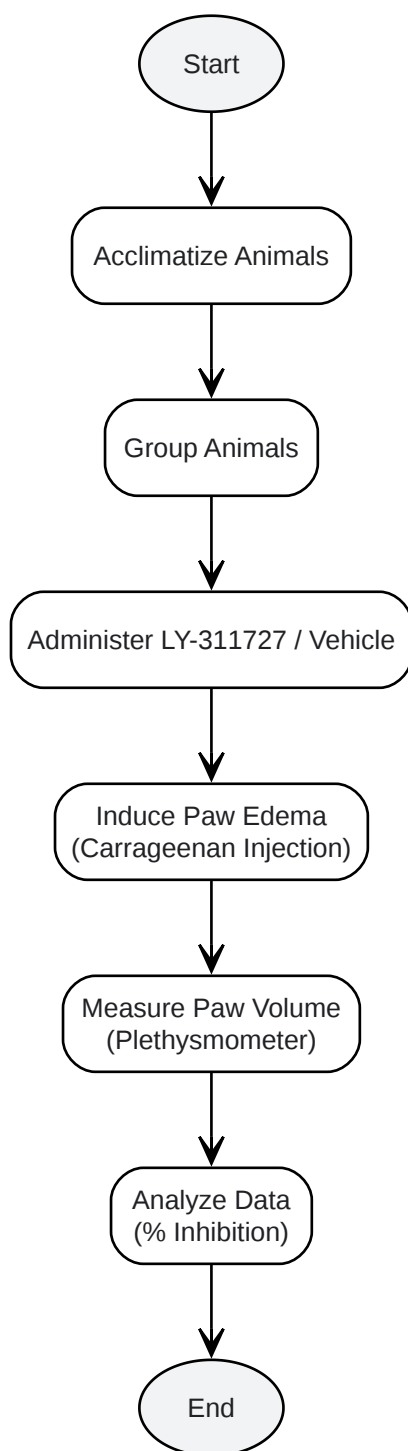 Start
Acclimatize Animals
Group Animals
Administer LY-311727 / Vehicle
Induce Paw Edema
(Carrageenan Injection)
Measure Paw Volume
(Plethysmometer)
Analyze Data
(% Inhibition)
End